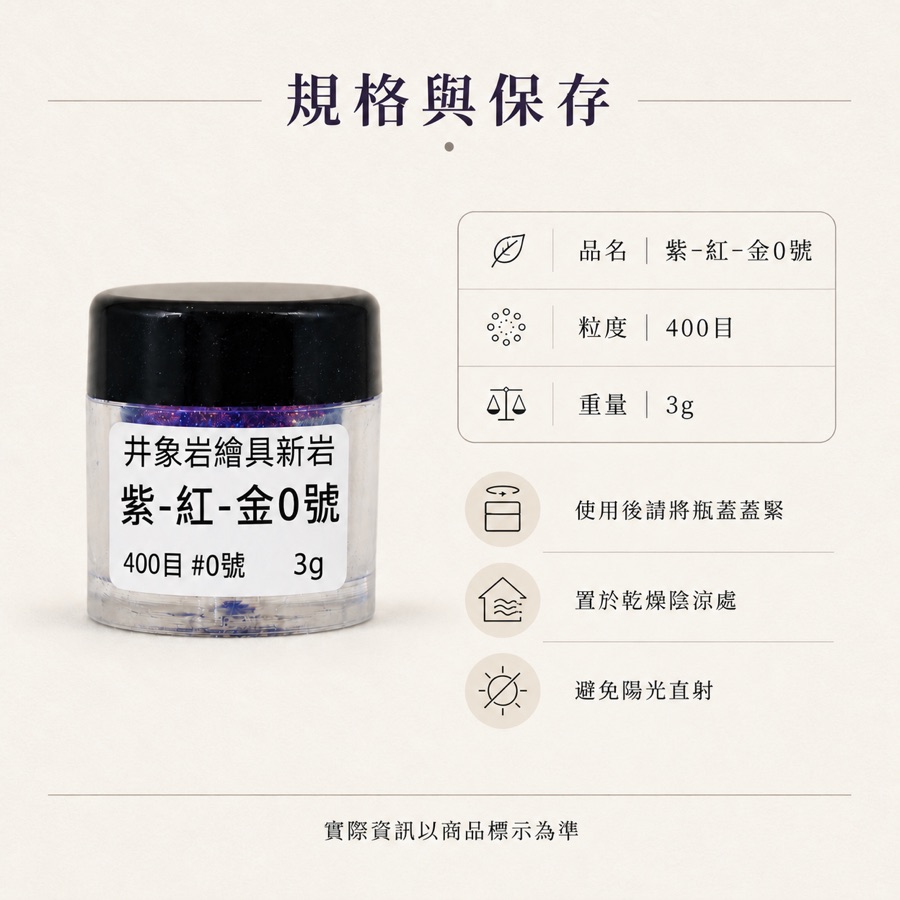 規格與保存
品名｜紫-紅-金0號
粒度｜400目
重量｜3g
井象岩繪具新岩
紫-紅-金0號
400目 #0號 3g
使用後請將瓶蓋蓋緊
置於乾燥陰涼處
避免陽光直射
實際資訊以商品標示為準